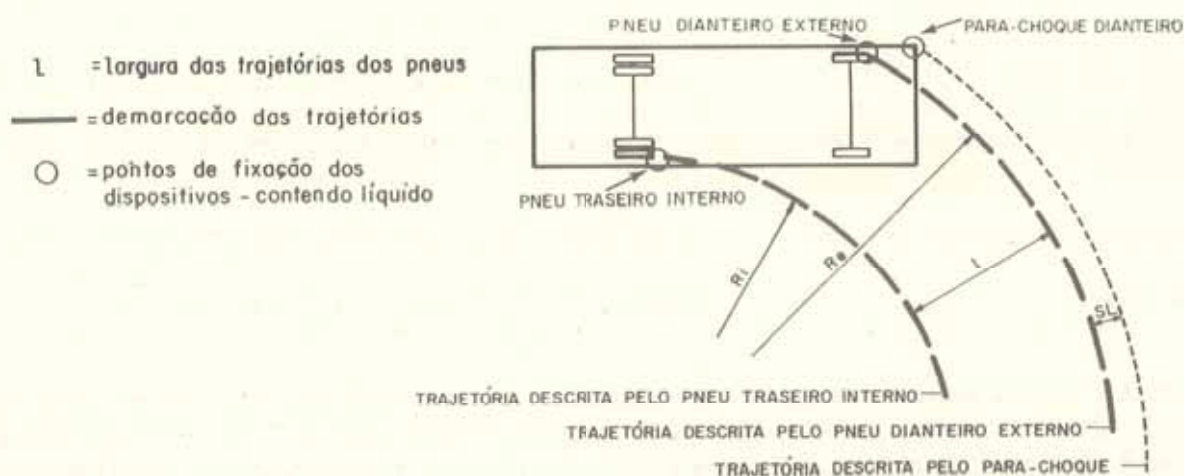 PNEU DIANTEIRO EXTERNO
PARA-CHOQUE DIANTEIRO
l = largura das trajetórias dos pneus
= demarcação das trajetórias
= pontos de fixação dos
dispositivos - contendo líquido
PNEU TRASEIRO INTERNO
Ri
Re
l
SL
TRAJETÓRIA DESCRITA PELO PNEU TRASEIRO INTERNO
TRAJETÓRIA DESCRITA PELO PNEU DIANTEIRO EXTERNO
TRAJETÓRIA DESCRITA PELO PARA-CHOQUE